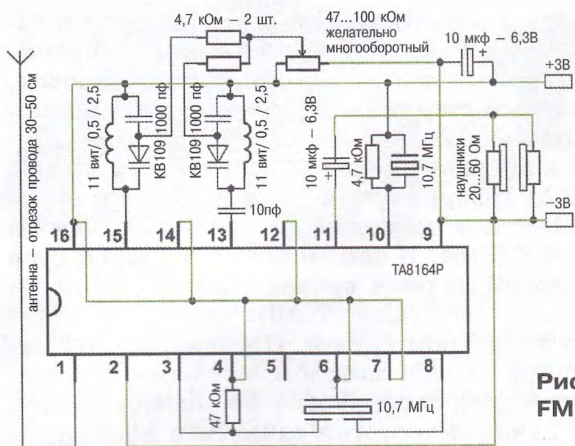 4,7 кОм
2 шт.
47...100 кОм
желательно
многооборотный
10 мкф – 6,3В
+
+3В
антенна – отрезок провода 30–50 см
11 вит/ 0,5 / 2,5
КВ109
1000 пф
КВ109
1000 пф
11 вит/ 0,5 / 2,5
10 мкф – 6,3В
+
4,7 кОм
10,7 МГц
наушники
20...60 Ом
10пф
–3В
16
15
14
13
12
11
10
9
TA8164P
1
2
3
4
5
6
7
8
47 кОм
10,7 МГц
Рис
FM